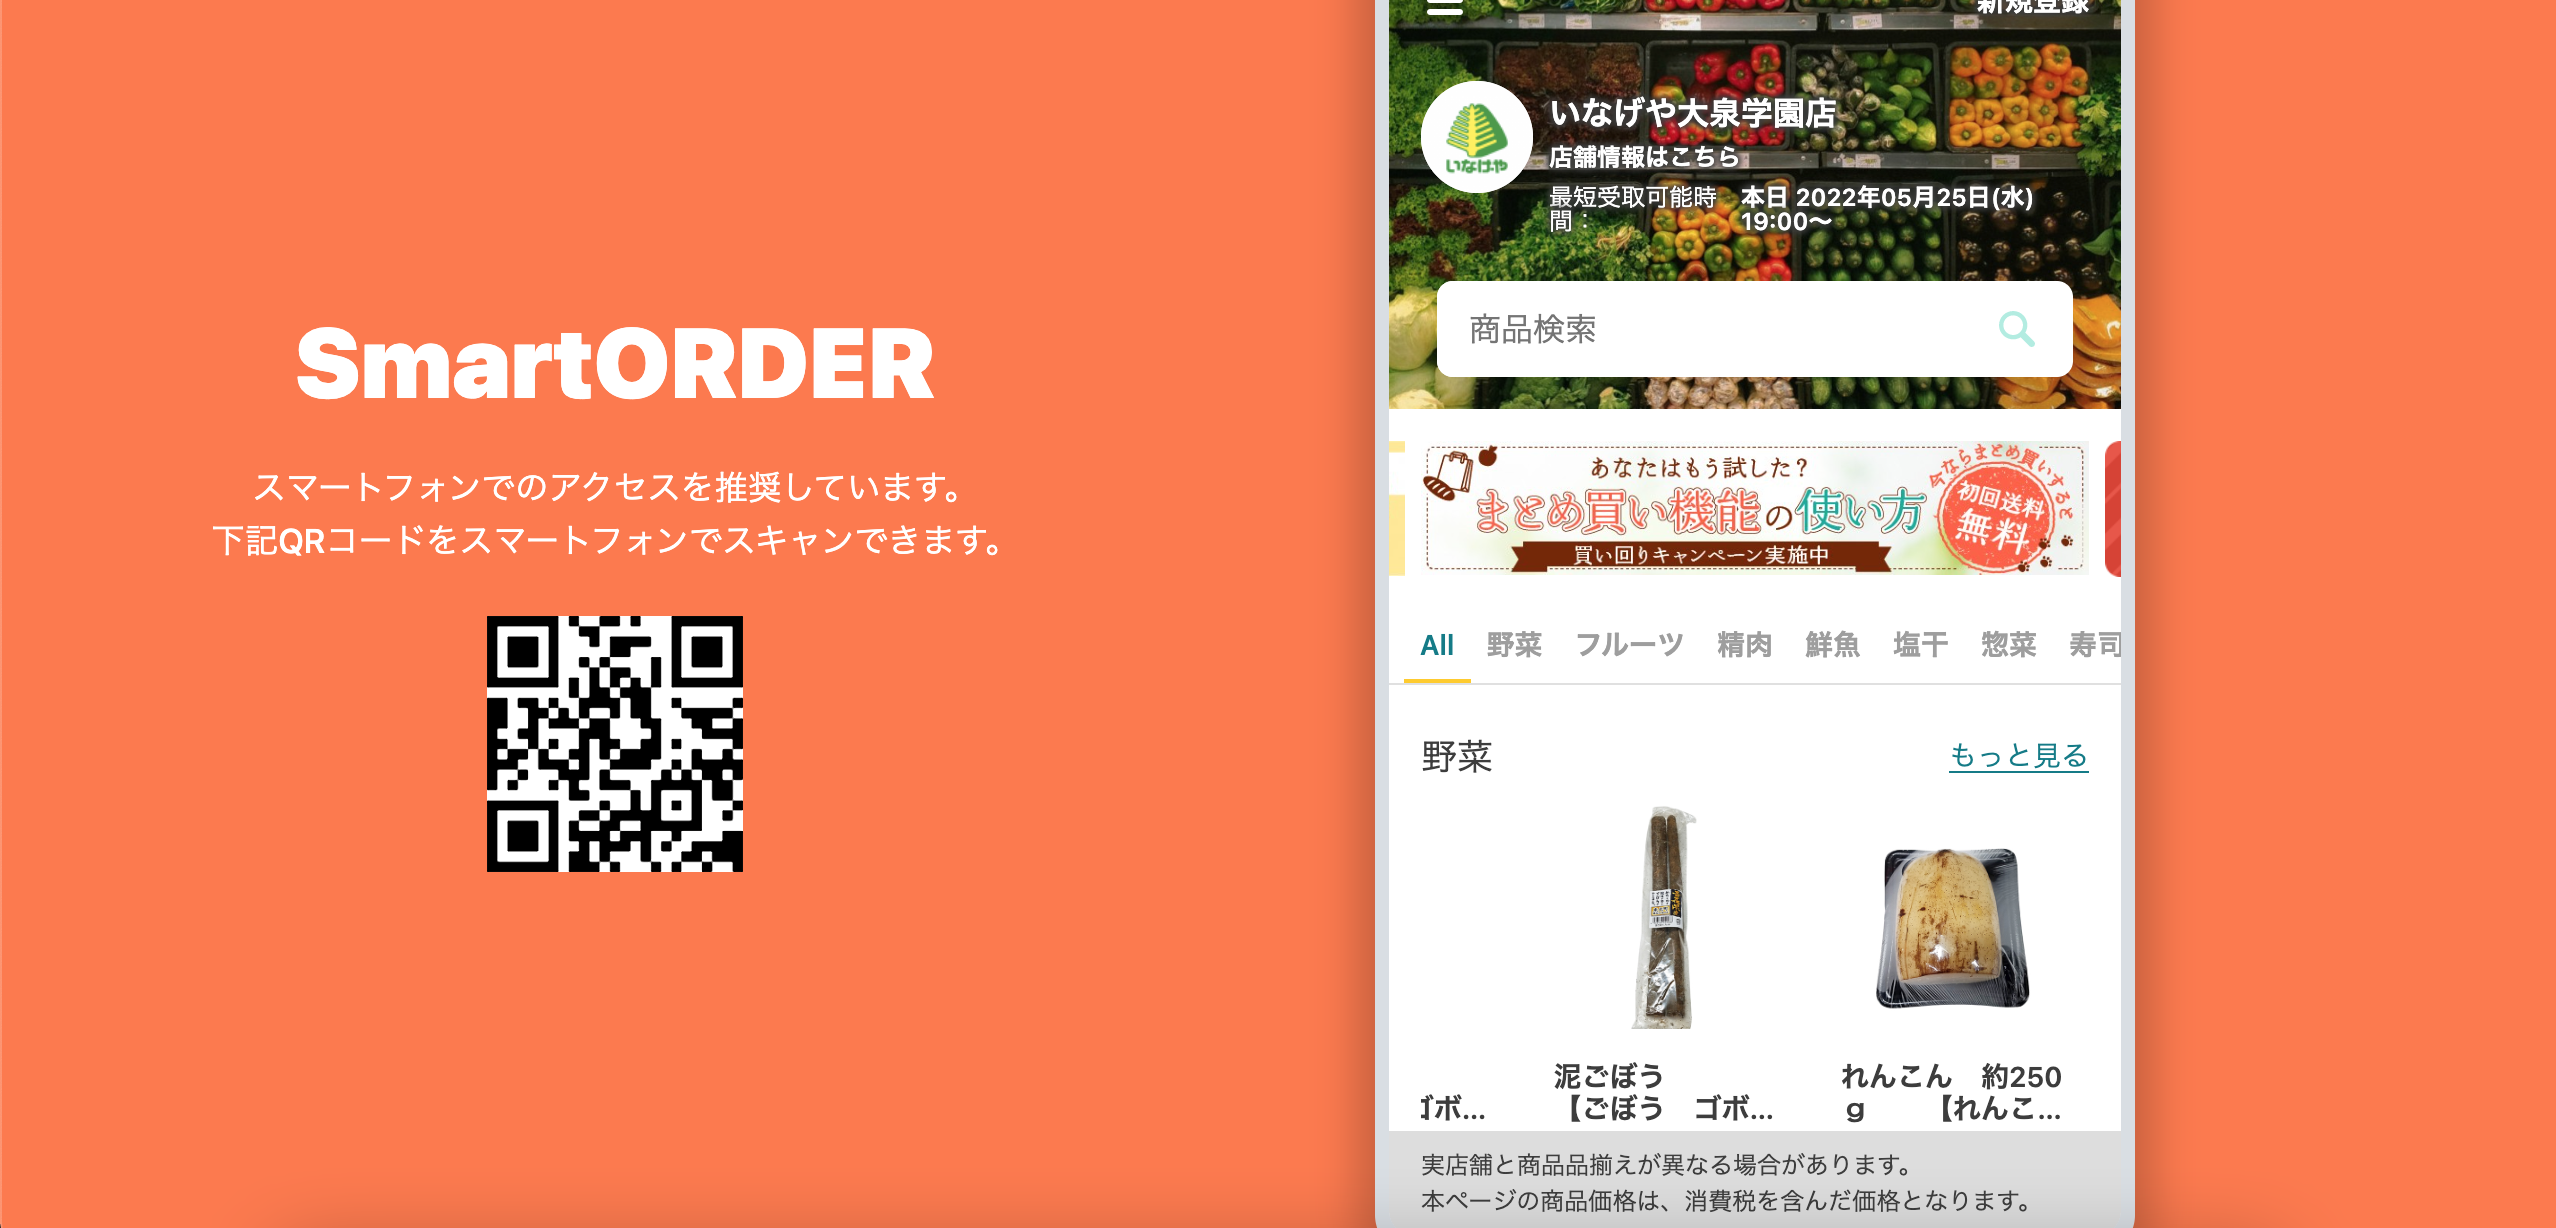 SmartORDER
スマートフォンでのアクセスを推奨しています。
下記QRコードをスマートフォンでスキャンできます。
新規登録
いなげや
いなげや大泉学園店
店舗情報はこちら
最短受取可能時間： 本日 2022年05月25日(水) 19:00〜
商品検索
あなたはもう試した？
まとめ買い機能の使い方
買い回りキャンペーン実施中
今ならまとめ買いすると
初回送料
無料
All 野菜 フルーツ 精肉 鮮魚 塩干 惣菜 寿司
野菜 もっと見る
ゴボ...
泥ごぼう
【ごぼう　ゴボ...
れんこん　約250
ｇ　　【れんこ...
実店舗と商品品揃えが異なる場合があります。
本ページの商品価格は、消費税を含んだ価格となります。